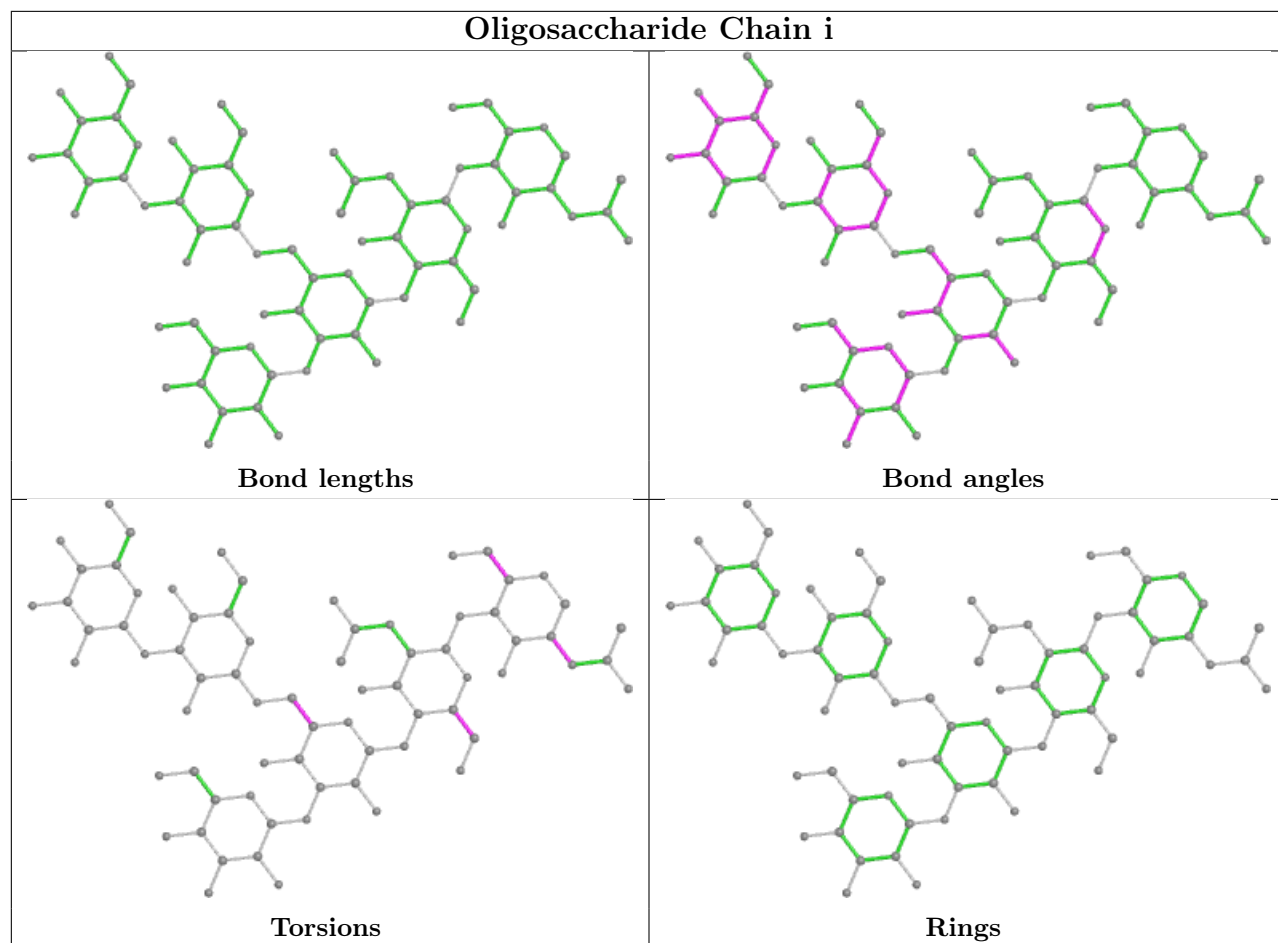 Oligosaccharide Chain i
Bond lengths
Bond angles
Torsions
Rings